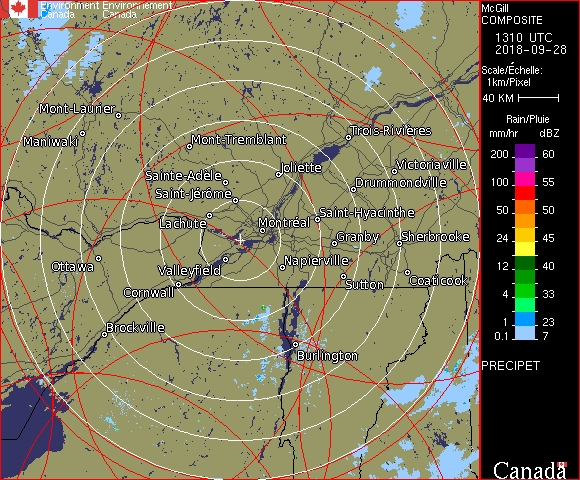 Environment Environnement
Canada Canada
McGill
COMPOSITE
1310 UTC
2018-09-28
Scale/Échelle:
1km/Pixel
40 KM
Rain/Pluie
mm/hr dBZ
200 60
100 55
50 50
24 45
12 40
4 33
1 23
0.1 7
PRECIPET
Canada
Mont-Laurier
Maniwaki
Mont-Tremblant
Trois-Rivières
Sainte-Adèle
Joliette
Victoriaville
Saint-Jérôme
Drummondville
Lachute
Montréal
Saint-Hyacinthe
Granby
Sherbrooke
Ottawa
Valleyfield
Napierville
Cornwall
Sutton
Coaticook
Brockville
Burlington